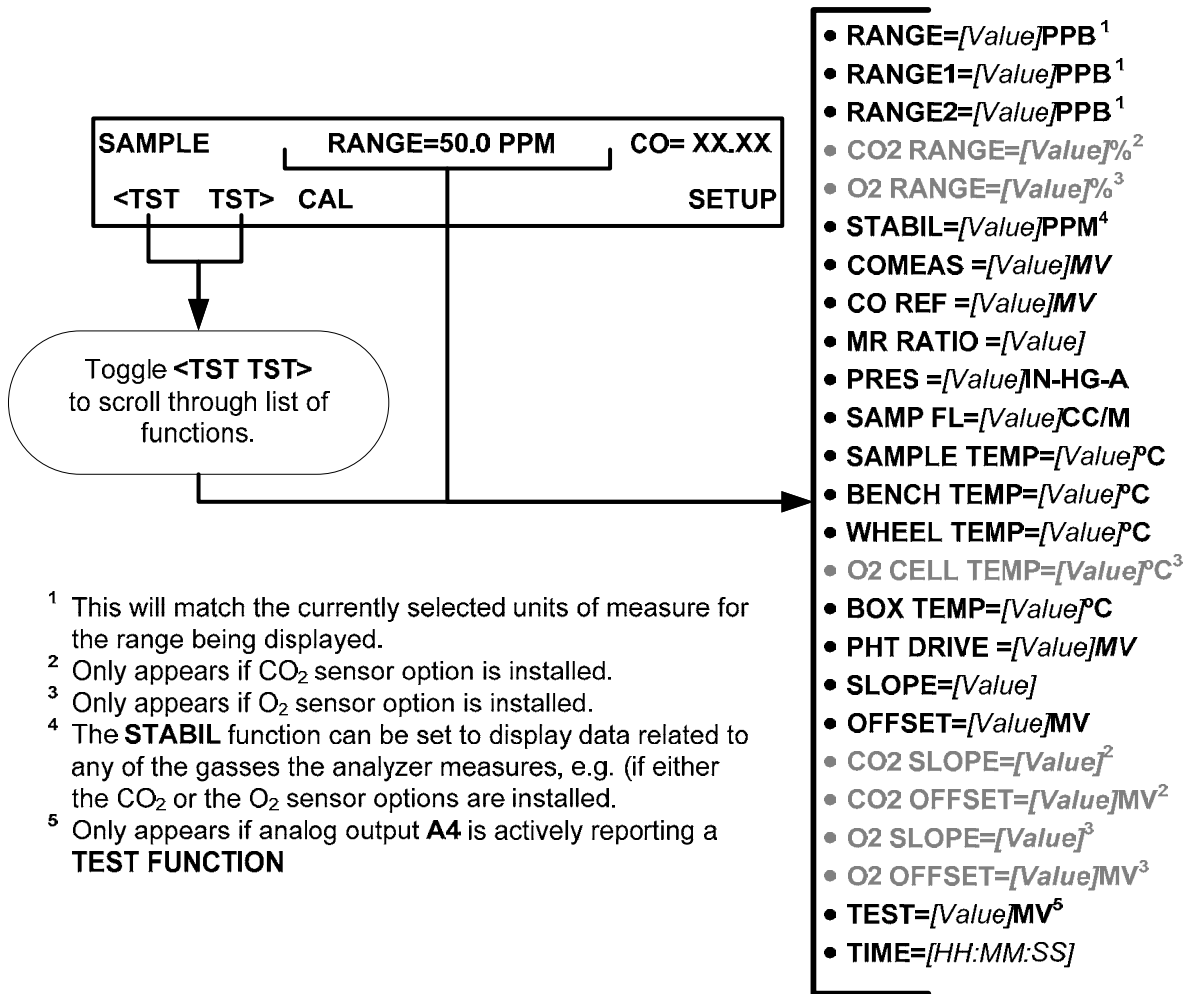 SAMPLE RANGE=50.0 PPM CO= XX.XX
<TST TST> CAL SETUP
Toggle <TST TST>
to scroll through list of
functions.
• RANGE=[Value]PPB1
• RANGE1=[Value]PPB1
• RANGE2=[Value]PPB1
• CO2 RANGE=[Value]%2
• O2 RANGE=[Value]%3
• STABIL=[Value]PPM4
• COMEAS =[Value]MV
• CO REF =[Value]MV
• MR RATIO =[Value]
• PRES =[Value]IN-HG-A
• SAMP FL=[Value]CC/M
• SAMPLE TEMP=[Value]ºC
• BENCH TEMP=[Value]ºC
• WHEEL TEMP=[Value]ºC
• O2 CELL TEMP=[Value]ºC3
• BOX TEMP=[Value]ºC
• PHT DRIVE =[Value]MV
• SLOPE=[Value]
• OFFSET=[Value]MV
• CO2 SLOPE=[Value]2
• CO2 OFFSET=[Value]MV2
• O2 SLOPE=[Value]3
• O2 OFFSET=[Value]MV3
• TEST=[Value]MV5
• TIME=[HH:MM:SS]
1 This will match the currently selected units of measure for
the range being displayed.
2 Only appears if CO2 sensor option is installed.
3 Only appears if O2 sensor option is installed.
4 The STABIL function can be set to display data related to
any of the gasses the analyzer measures, e.g. (if either
the CO2 or the O2 sensor options are installed.
5 Only appears if analog output A4 is actively reporting a
TEST FUNCTION